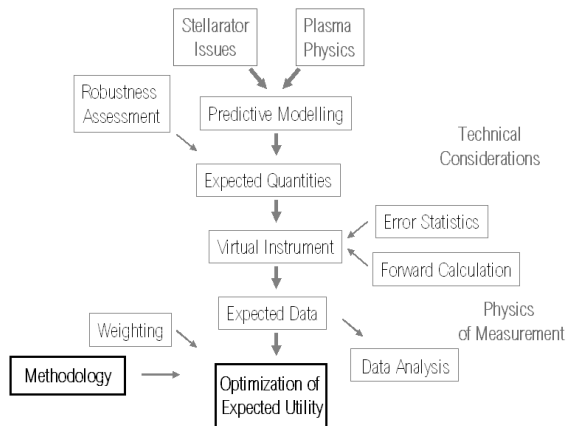 Stellarator
Issues
Plasma
Physics
Robustness
Assessment
Predictive Modelling
Technical
Considerations
Expected Quantities
Error Statistics
Virtual Instrument
Forward Calculation
Expected Data
Physics
of Measurement
Weighting
Data Analysis
Methodology
Optimization of
Expected Utility